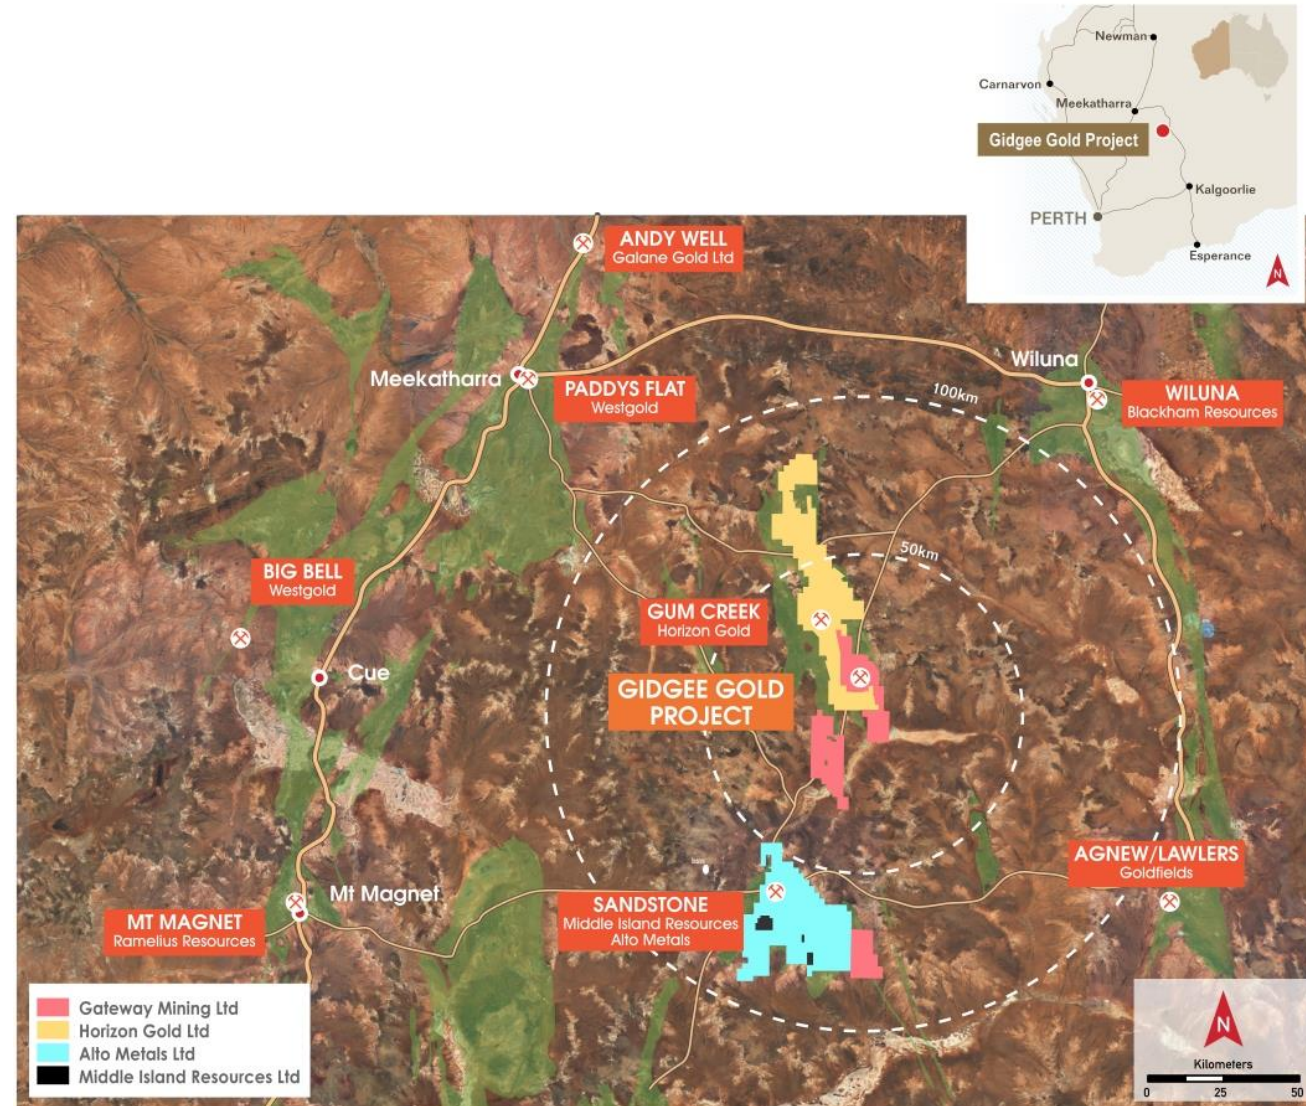 Newman
Carnarvon
Meekatharra
Gidgee Gold Project
Kalgoorlie
PERTH
Esperance
N
ANDY WELL
Galane Gold Ltd
Meekatharra
PADDYS FLAT
Westgold
Wiluna
WILUNA
Blackham Resources
100km
50km
BIG BELL
Westgold
GUM CREEK
Horizon Gold
GIDGEE GOLD
PROJECT
Cue
AGNEW/LAWLERS
Goldfields
Mt Magnet
MT MAGNET
Ramelius Resources
SANDSTONE
Middle Island Resources
Alto Metals
Gateway Mining Ltd
Horizon Gold Ltd
Alto Metals Ltd
Middle Island Resources Ltd
N
Kilometers
0 25 50